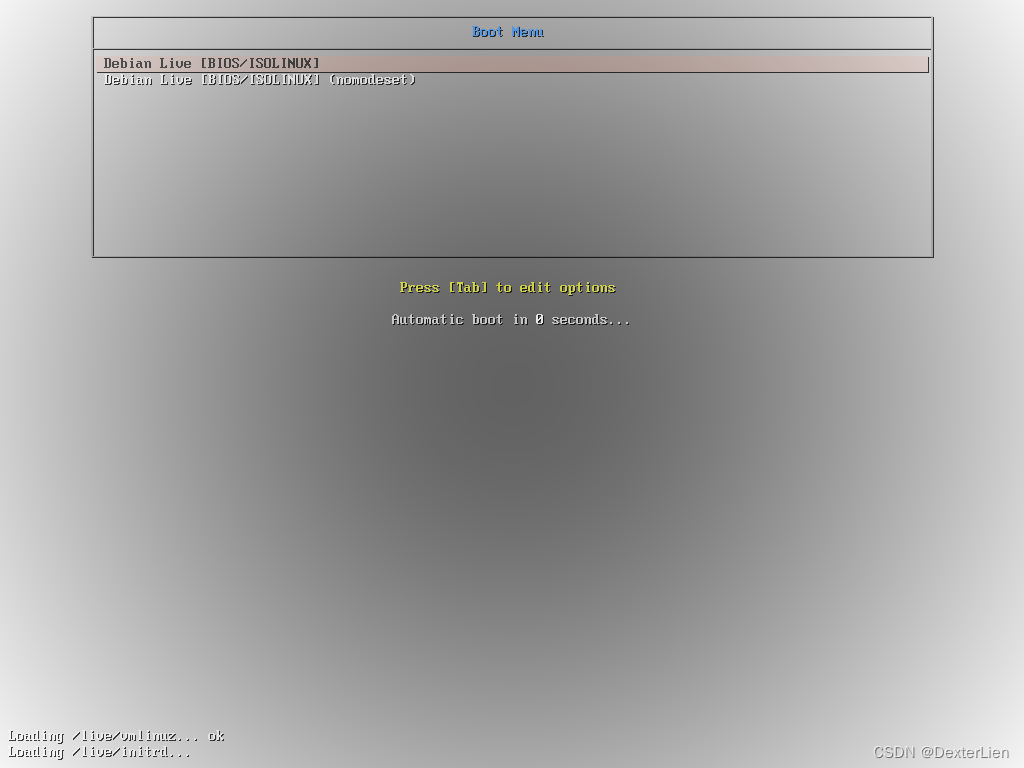 Boot Menu
Debian Live [BIOS/ISOLINUX]
Debian Live [BIOS/ISOLINUX] (nomodeset)
Press [Tab] to edit options
Automatic boot in 0 seconds...
Loading /live/vmlinuz... ok
Loading /live/initrd...
CSDN @DexterLien